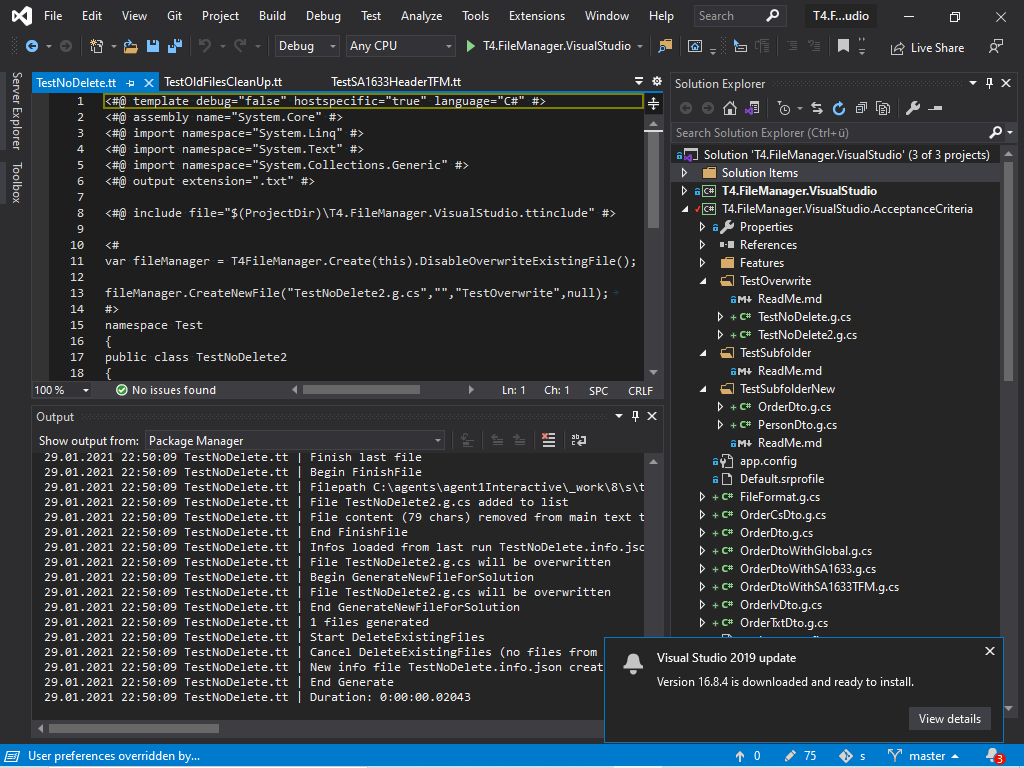 File Edit View Git Project Build Debug Test Analyze Tools Extensions Window Help Search T4.F...udio
Debug Any CPU T4.FileManager.VisualStudio Live Share
Server Explorer
Toolbox
TestNoDelete.tt TestOldFilesCleanUp.tt TestSA1633HeaderTFM.tt
1 <#@ template debug="false" hostspecific="true" language="C#" #>
2 <#@ assembly name="System.Core" #>
3 <#@ import namespace="System.Linq" #>
4 <#@ import namespace="System.Text" #>
5 <#@ import namespace="System.Collections.Generic" #>
6 <#@ output extension=".txt" #>
7
8 <#@ include file="$(ProjectDir)\T4.FileManager.VisualStudio.ttinclude" #>
9
10 <#
11 var fileManager = T4FileManager.Create(this).DisableOverwriteExistingFile();
12
13 fileManager.CreateNewFile("TestNoDelete2.g.cs","","TestOverwrite",null);
14 #>
15 namespace Test
16 {
17 public class TestNoDelete2
18 {
100 % No issues found Ln: 1 Ch: 1 SPC CRLF
Output
Show output from: Package Manager
29.01.2021 22:50:09 TestNoDelete.tt | Finish last file
29.01.2021 22:50:09 TestNoDelete.tt | Begin FinishFile
29.01.2021 22:50:09 TestNoDelete.tt | Filepath C:\agents\agent1Interactive\_work\8\s\t
29.01.2021 22:50:09 TestNoDelete.tt | File TestNoDelete2.g.cs added to list
29.01.2021 22:50:09 TestNoDelete.tt | File content (79 chars) removed from main text t
29.01.2021 22:50:09 TestNoDelete.tt | End FinishFile
29.01.2021 22:50:09 TestNoDelete.tt | Infos loaded from last run TestNoDelete.info.jso
29.01.2021 22:50:09 TestNoDelete.tt | File TestNoDelete2.g.cs will be overwritten
29.01.2021 22:50:09 TestNoDelete.tt | Begin GenerateNewFileForSolution
29.01.2021 22:50:09 TestNoDelete.tt | File TestNoDelete2.g.cs will be overwritten
29.01.2021 22:50:09 TestNoDelete.tt | End GenerateNewFileForSolution
29.01.2021 22:50:09 TestNoDelete.tt | 1 files generated
29.01.2021 22:50:09 TestNoDelete.tt | Start DeleteExistingFiles
29.01.2021 22:50:09 TestNoDelete.tt | Cancel DeleteExistingFiles (no files from
29.01.2021 22:50:09 TestNoDelete.tt | New info file TestNoDelete.info.json creat
29.01.2021 22:50:09 TestNoDelete.tt | End Generate
29.01.2021 22:50:09 TestNoDelete.tt | Duration: 0:00:00.02043
Solution Explorer
Search Solution Explorer (Ctrl+ü)
Solution 'T4.FileManager.VisualStudio' (3 of 3 projects)
Solution Items
C# T4.FileManager.VisualStudio
C# T4.FileManager.VisualStudio.AcceptanceCriteria
Properties
References
Features
TestOverwrite
M+ ReadMe.md
+ C# TestNoDelete.g.cs
+ C# TestNoDelete2.g.cs
TestSubfolder
M+ ReadMe.md
TestSubfolderNew
+ C# OrderDto.g.cs
+ C# PersonDto.g.cs
M+ ReadMe.md
app.config
Default.srprofile
+ C# FileFormat.g.cs
+ C# OrderCsDto.g.cs
+ C# OrderDto.g.cs
+ C# OrderDtoWithGlobal.g.cs
+ C# OrderDtoWithSA1633.g.cs
+ C# OrderDtoWithSA1633TFM.g.cs
+ C# OrderIvDto.g.cs
+ C# OrderTxtDto.g.cs
Visual Studio 2019 update
Version 16.8.4 is downloaded and ready to install.
View details
User preferences overridden by... 0 75 s master 3